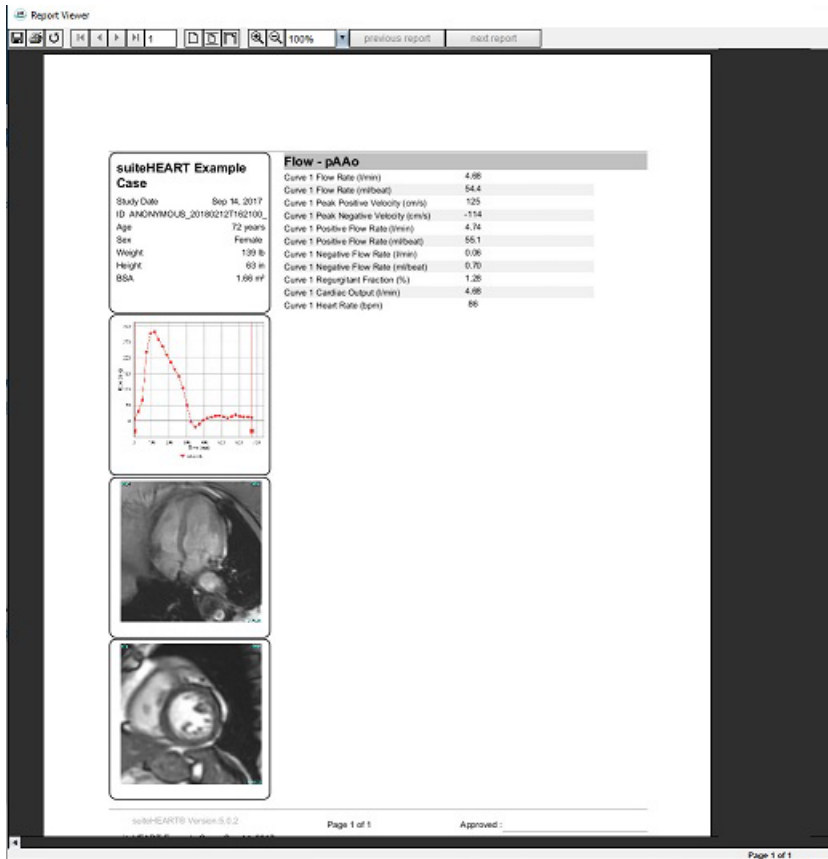 Report Viewer
1
100%
previous report
next report
suiteHEART Example
Case
Study Date Sep 14, 2017
ID ANONYMOUS_20180212T162100_
Age 72 years
Sex Female
Weight 139 lb
Height 63 in
BSA 1.66 m²
Flow - pAAo
Curve 1 Flow Rate (l/min) 4.68
Curve 1 Flow Rate (ml/beat) 54.4
Curve 1 Peak Positive Velocity (cm/s) 125
Curve 1 Peak Negative Velocity (cm/s) -114
Curve 1 Positive Flow Rate (l/min) 4.74
Curve 1 Positive Flow Rate (ml/beat) 55.1
Curve 1 Negative Flow Rate (l/min) 0.06
Curve 1 Negative Flow Rate (ml/beat) 0.70
Curve 1 Regurgitant Fraction (%) 1.28
Curve 1 Cardiac Output (l/min) 4.68
Curve 1 Heart Rate (bpm) 86
suiteHEART® Version 5.0.2
Page 1 of 1
Approved :
Page 1 of 1